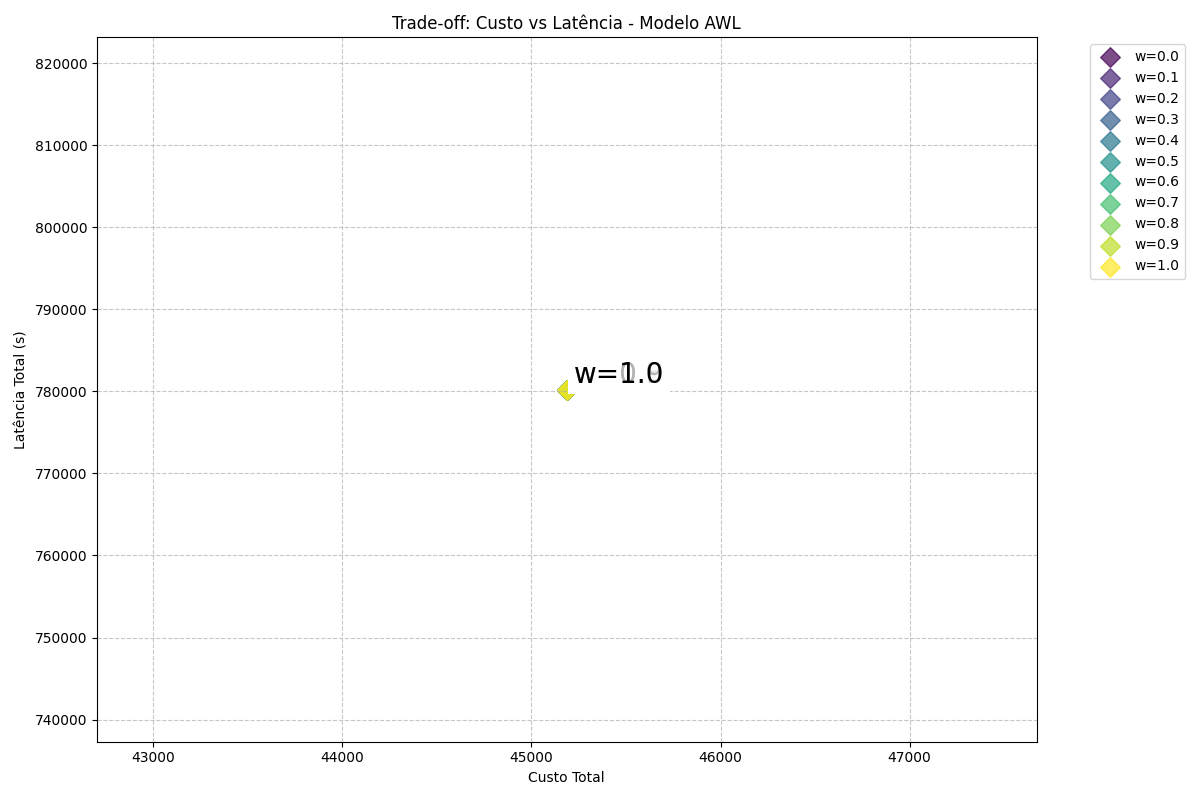 Trade-off: Custo vs Latência - Modelo AWL
820000
810000
800000
790000
780000
770000
760000
750000
740000
Latência Total (s)
w=1.0
43000
44000
45000
46000
47000
Custo Total
w=0.0
w=0.1
w=0.2
w=0.3
w=0.4
w=0.5
w=0.6
w=0.7
w=0.8
w=0.9
w=1.0